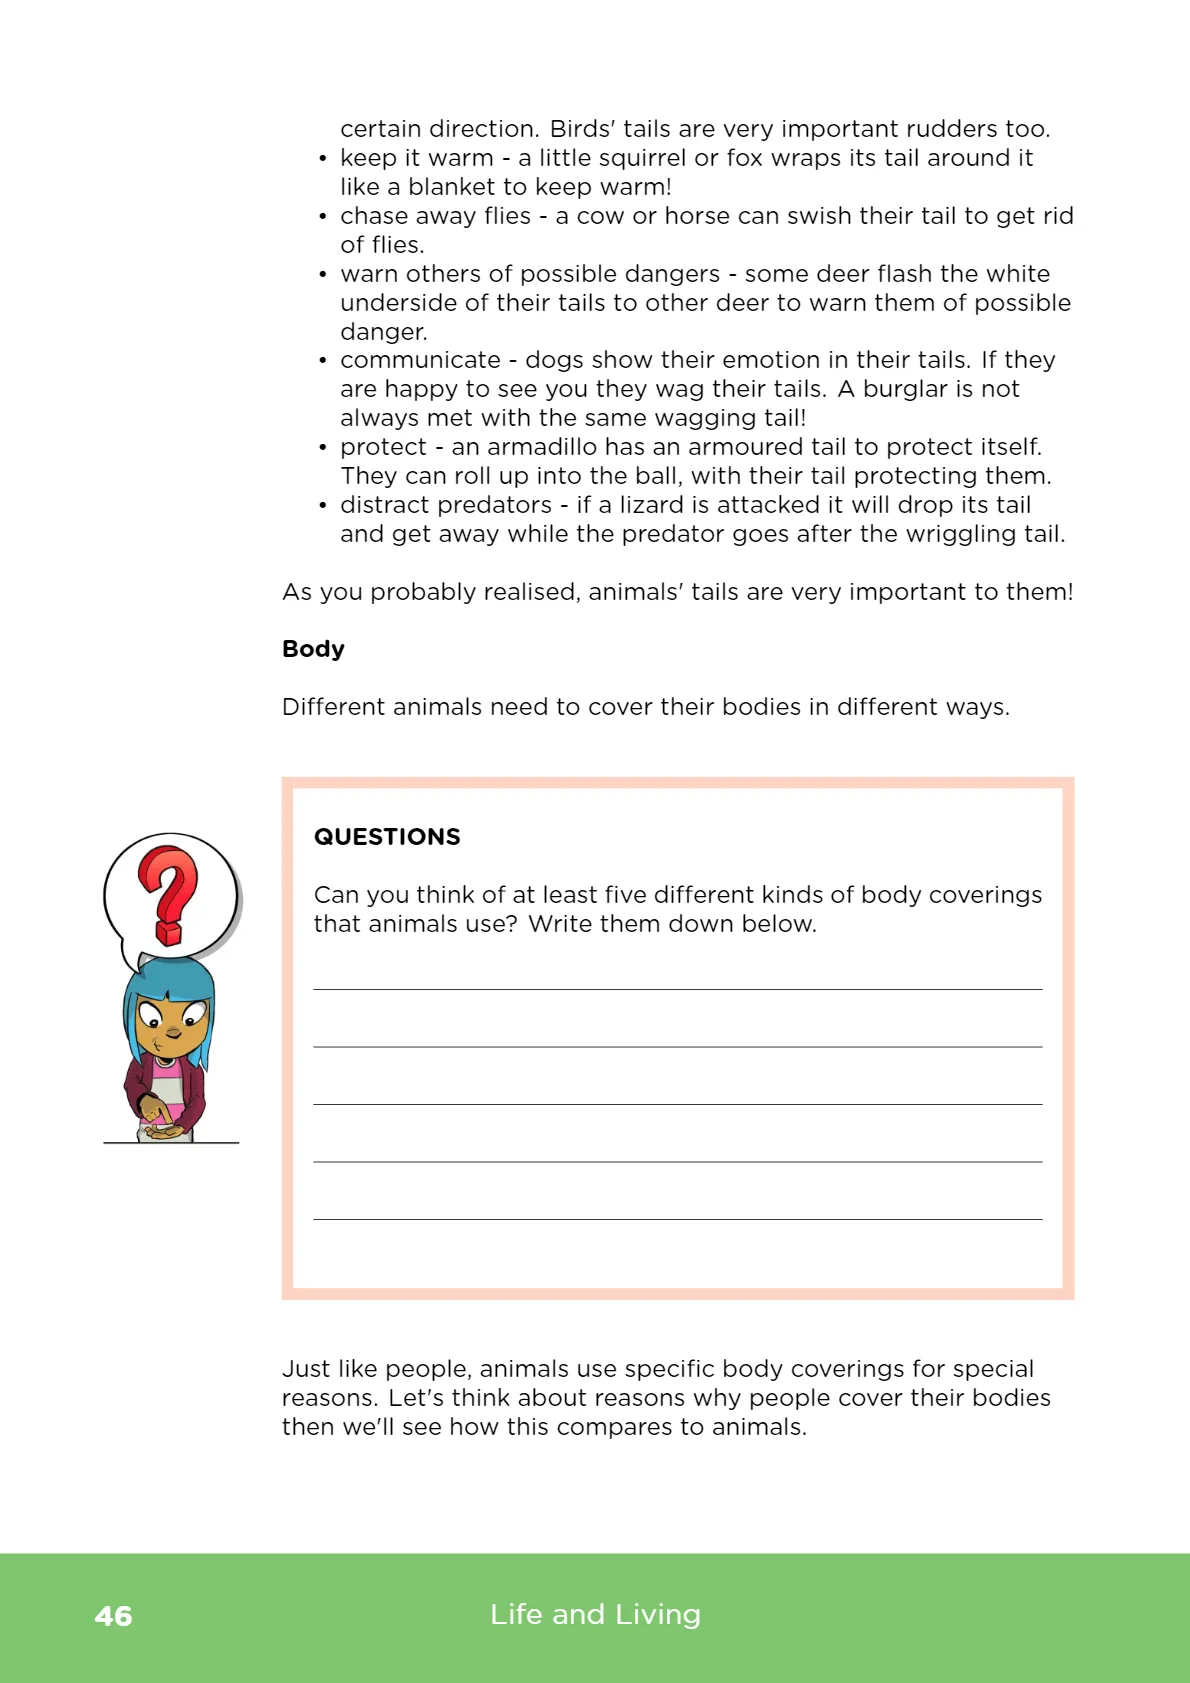 certain direction. Birds' tails are very important rudders too.
• keep it warm - a little squirrel or fox wraps its tail around it
like a blanket to keep warm!
• chase away flies - a cow or horse can swish their tail to get rid
of flies.
• warn others of possible dangers - some deer flash the white
underside of their tails to other deer to warn them of possible
danger.
• communicate - dogs show their emotion in their tails. If they
are happy to see you they wag their tails. A burglar is not
always met with the same wagging tail!
• protect - an armadillo has an armoured tail to protect itself.
They can roll up into the ball, with their tail protecting them.
• distract predators - if a lizard is attacked it will drop its tail
and get away while the predator goes after the wriggling tail.
As you probably realised, animals' tails are very important to them!
Body
Different animals need to cover their bodies in different ways.
QUESTIONS
Can you think of at least five different kinds of body coverings
that animals use? Write them down below.
?
Just like people, animals use specific body coverings for special
reasons. Let's think about reasons why people cover their bodies
then we'll see how this compares to animals.
46
Life and Living